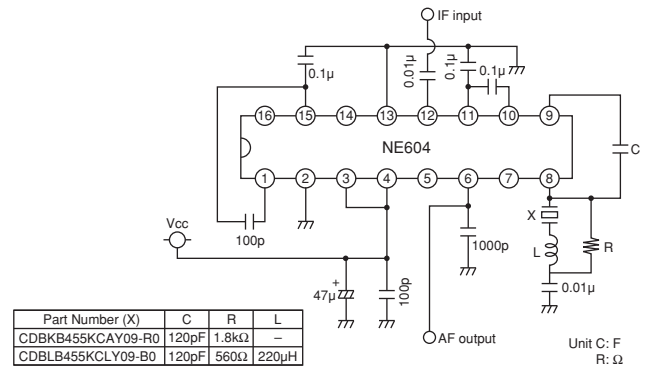 IF input
0.1μ
0.01μ
0.1μ
0.1μ
16 15 14 13 12 11 10 9
NE604
C
1 2 3 4 5 6 7 8
X
L
R
Vcc
100p
1000p
+
47μ
100p
0.01μ
AF output
Part Number (X) C R L
CDBKB455KCAY09-R0 120pF 1.8kΩ –
CDBLB455KCLY09-B0 120pF 560Ω 220μH
Unit C: F
R: Ω